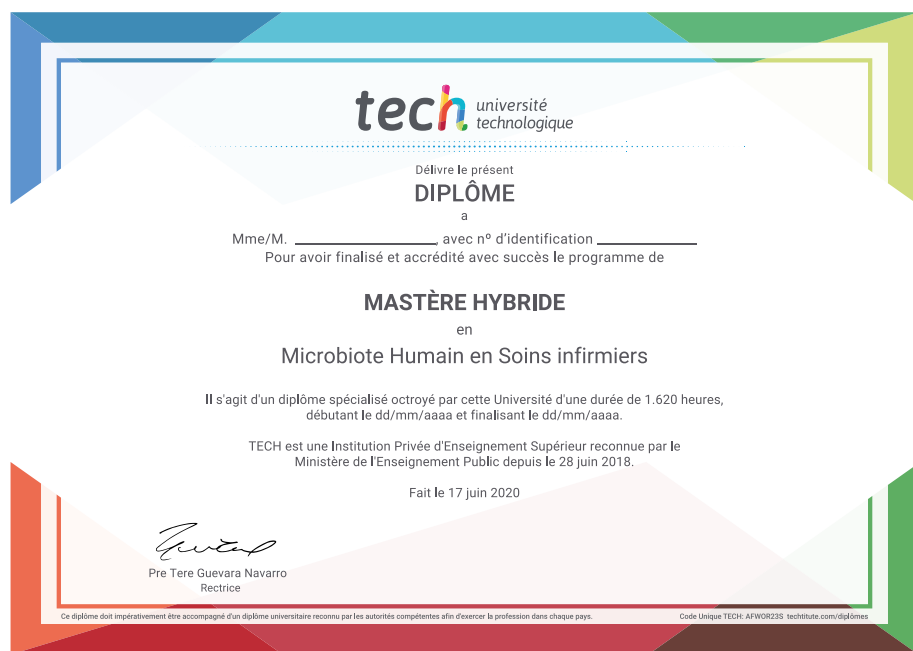 tech université
technologique
Délivre le présent
DIPLÔME
a
Mme/M. ____________________, avec nº d'identification ______________
Pour avoir finalisé et accrédité avec succès le programme de
MASTÈRE HYBRIDE
en
Microbiote Humain en Soins infirmiers
Il s'agit d'un diplôme spécialisé octroyé par cette Université d'une durée de 1.620 heures,
débutant le dd/mm/aaaa et finalisant le dd/mm/aaaa.
TECH est une Institution Privée d'Enseignement Supérieur reconnue par le
Ministère de l'Enseignement Public depuis le 28 juin 2018.
Fait le 17 juin 2020
Pre Tere Guevara Navarro
Rectrice
Ce diplôme doit impérativement être accompagné d'un diplôme universitaire reconnu par les autorités compétentes afin d'exercer la profession dans chaque pays. Code Unique TECH: AFWOR23S techtitute.com/diplômes